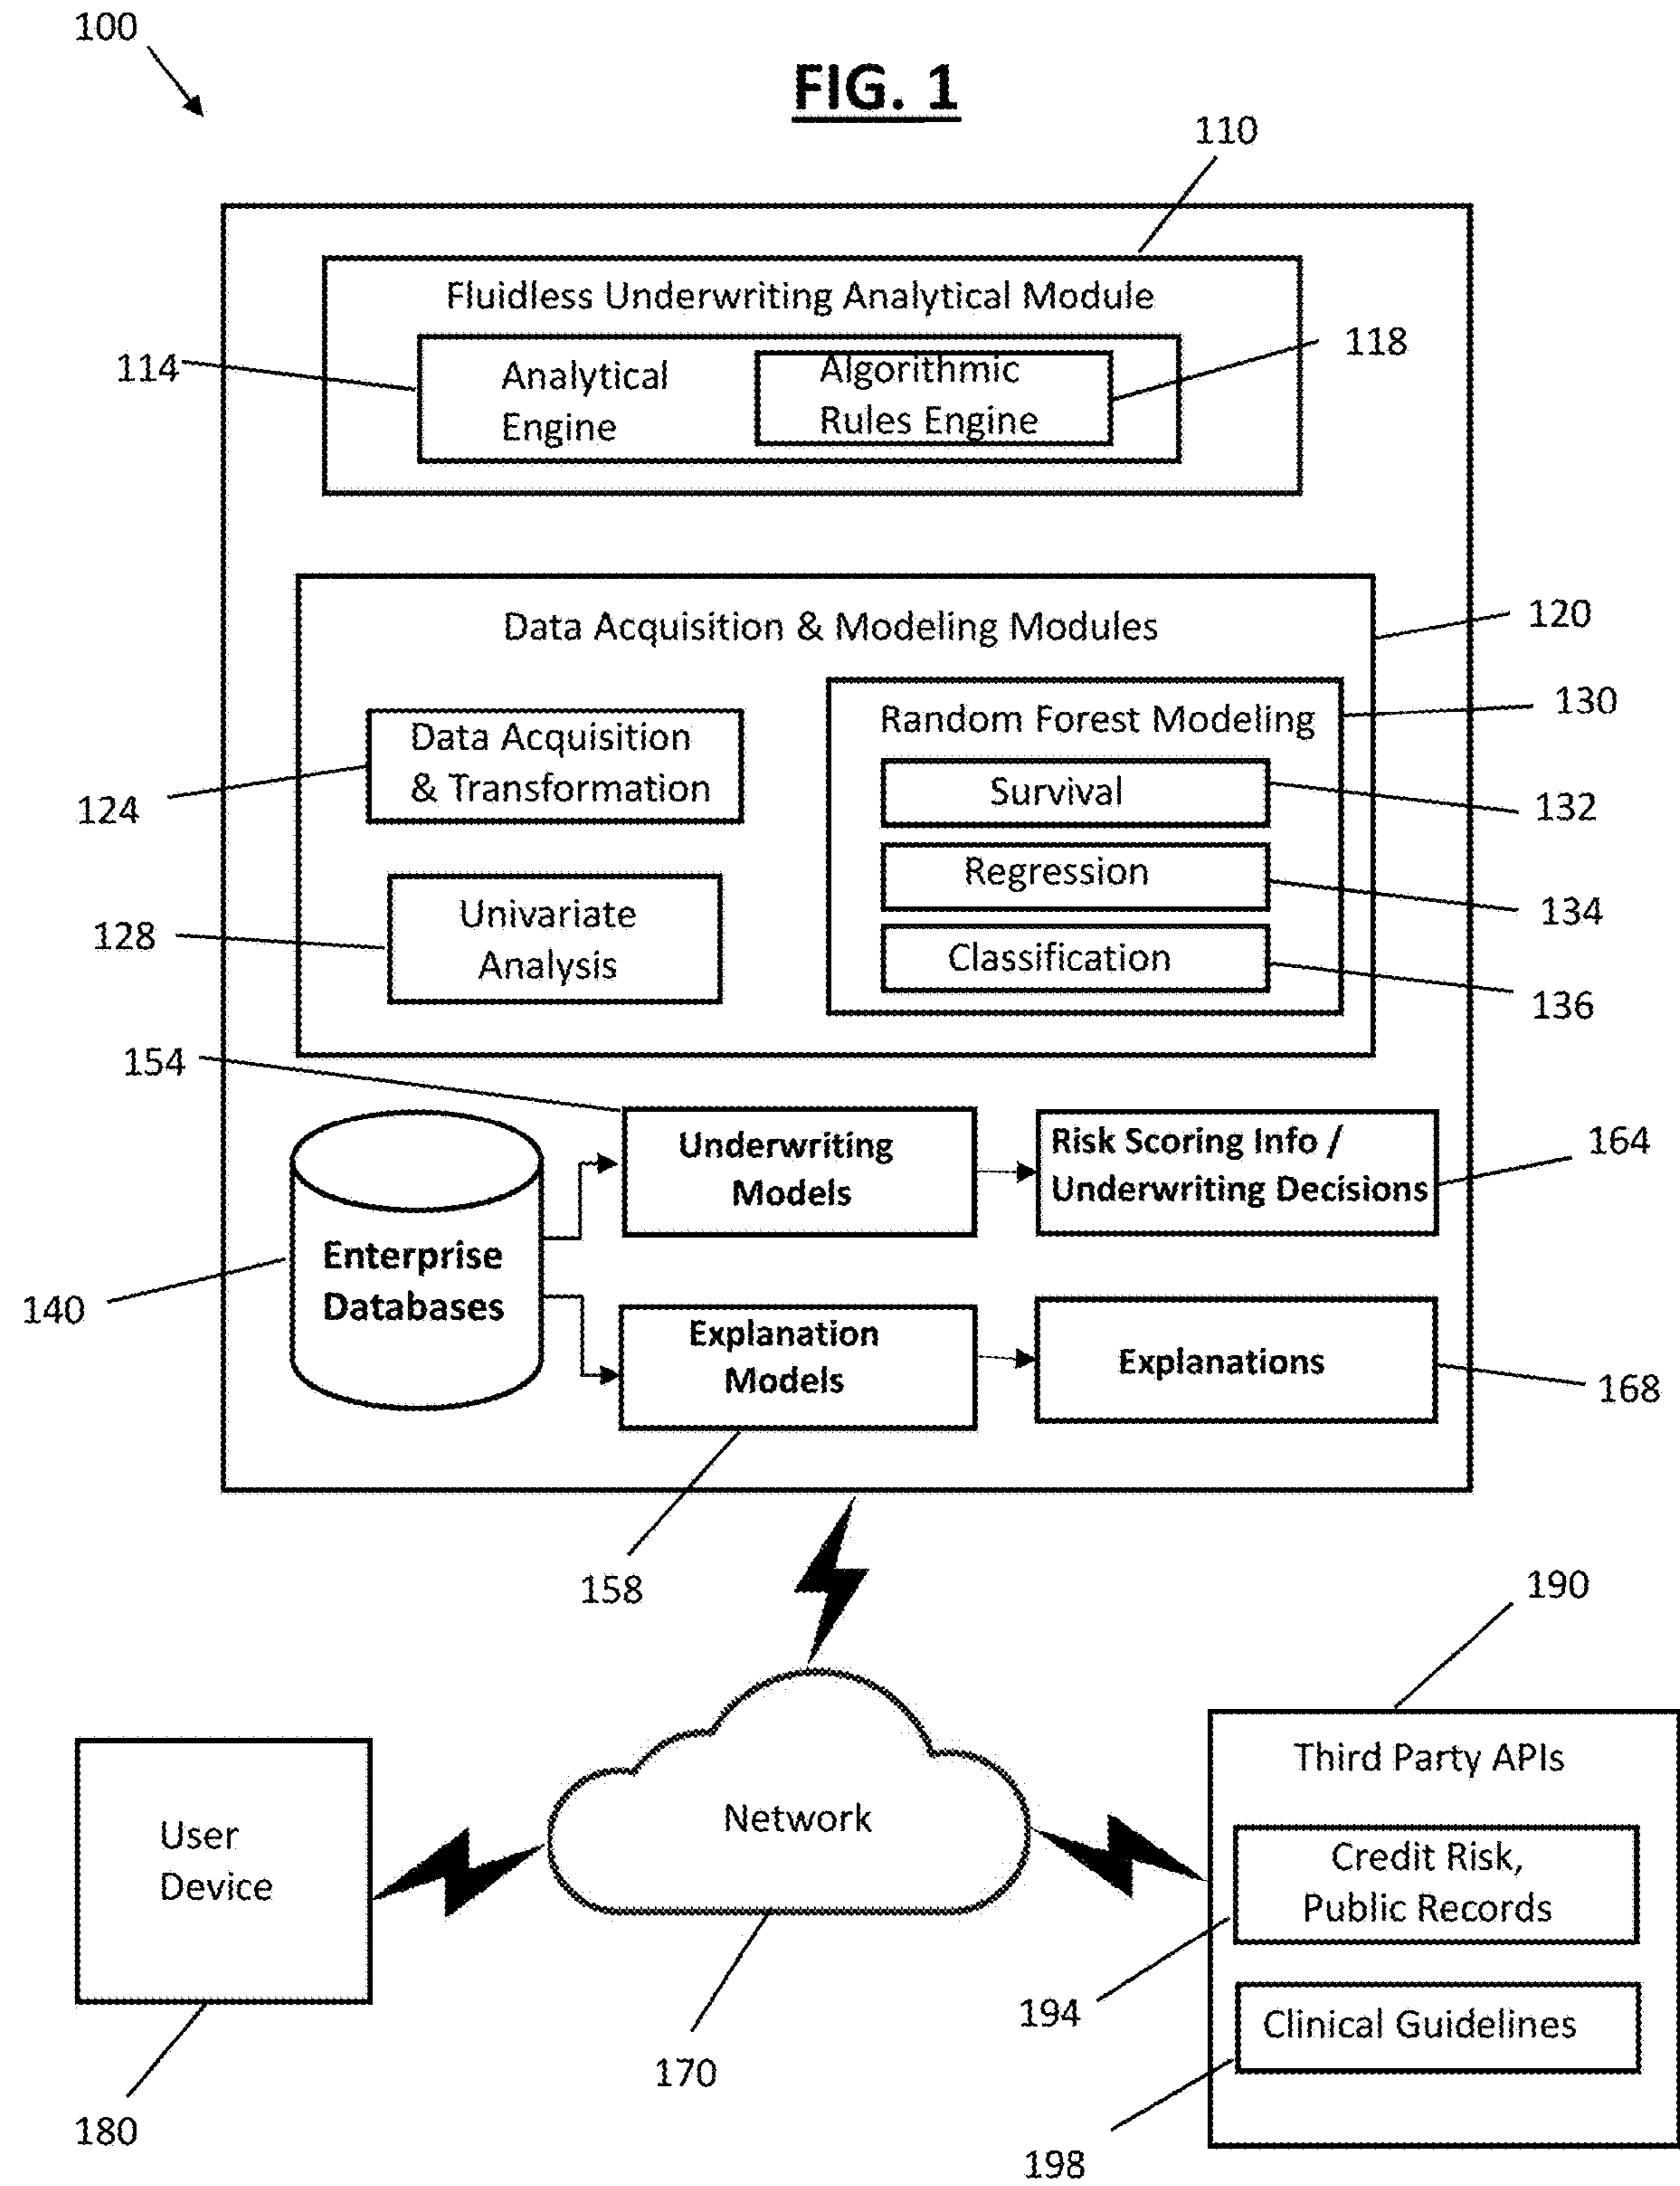 100
FIG. 1
110
Fluidless Underwriting Analytical Module
114
Analytical
Engine
Algorithmic
Rules Engine
118
Data Acquisition & Modeling Modules
120
Data Acquisition
& Transformation
124
Univariate
Analysis
128
Random Forest Modeling
130
Survival
132
Regression
134
Classification
136
154
Underwriting
Models
Risk Scoring Info /
Underwriting Decisions
164
Enterprise
Databases
140
Explanation
Models
Explanations
168
158
190
Third Party APIs
Credit Risk,
Public Records
194
Clinical Guidelines
198
Network
170
User
Device
180